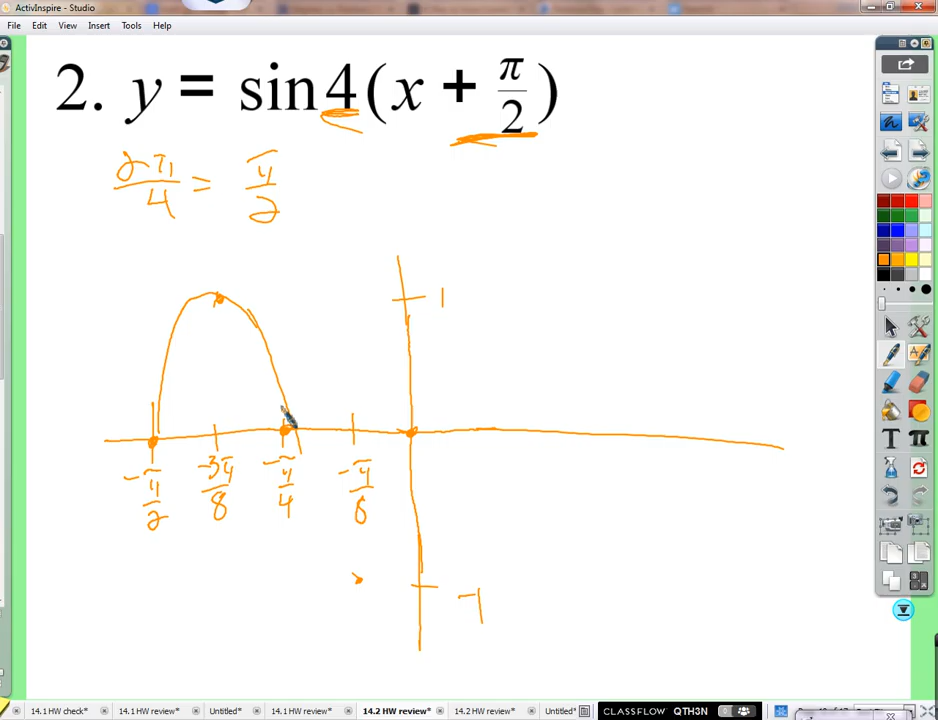 ActivInspire - Studio
File Edit View Insert Tools Help
2. y = sin4(x + π/2)
2π/4 = π/2
1
-π/2 -3π/8 -π/4 -π/8
-1
14.1 HW check* 14.1 HW review* Untitled* 14.1 HW review* 14.2 HW review* 14.2 HW review* Untitled* CLASSFLOW QTH3N 0